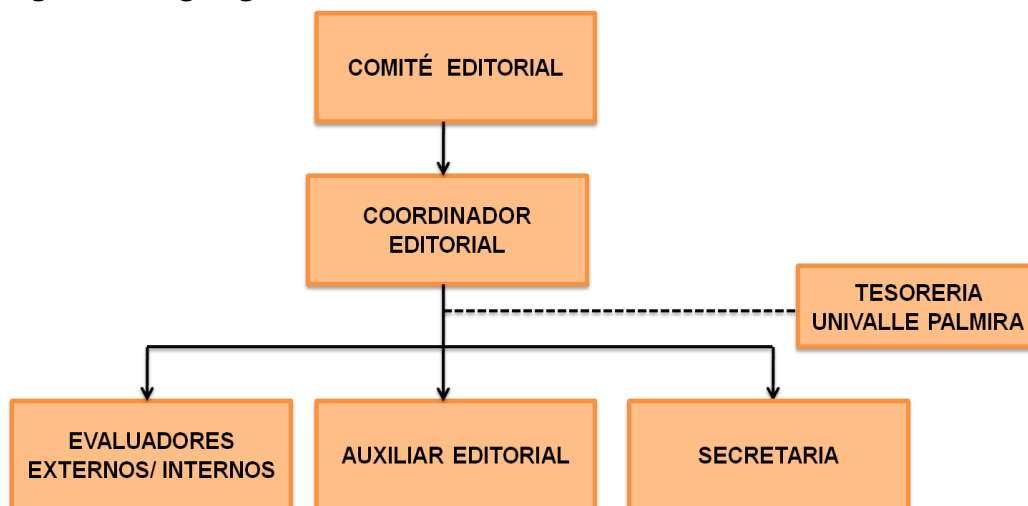 COMITÉ EDITORIAL
COORDINADOR
EDITORIAL
TESORERIA
UNIVALLE PALMIRA
EVALUADORES
EXTERNOS/ INTERNOS
AUXILIAR EDITORIAL
SECRETARIA